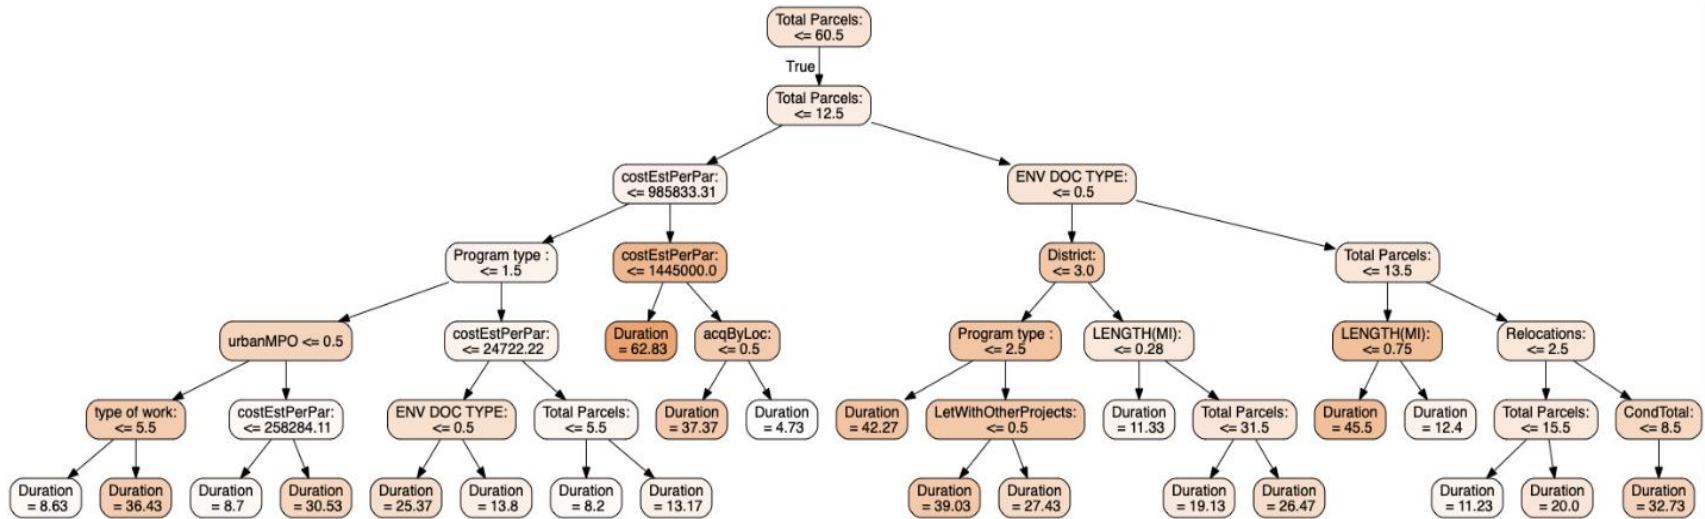 Total Parcels:
<= 60.5
True
Total Parcels:
<= 12.5
costEstPerPar:
<= 985833.31
ENV DOC TYPE:
<= 0.5
Program type :
<= 1.5
costEstPerPar:
<= 1445000.0
District:
<= 3.0
Total Parcels:
<= 13.5
urbanMPO <= 0.5
costEstPerPar:
<= 24722.22
Duration
= 62.83
acqByLoc:
<= 0.5
Program type :
<= 2.5
LENGTH(MI):
<= 0.28
LENGTH(MI):
<= 0.75
Relocations:
<= 2.5
type of work:
<= 5.5
costEstPerPar:
<= 258284.11
ENV DOC TYPE:
<= 0.5
Total Parcels:
<= 5.5
Duration
= 37.37
Duration
= 4.73
Duration
= 42.27
LetWithOtherProjects:
<= 0.5
Duration
= 11.33
Total Parcels:
<= 31.5
Duration
= 45.5
Duration
= 12.4
Total Parcels:
<= 15.5
CondTotal:
<= 8.5
Duration
= 8.63
Duration
= 36.43
Duration
= 8.7
Duration
= 30.53
Duration
= 25.37
Duration
= 13.8
Duration
= 8.2
Duration
= 13.17
Duration
= 39.03
Duration
= 27.43
Duration
= 19.13
Duration
= 26.47
Duration
= 11.23
Duration
= 20.0
Duration
= 32.73